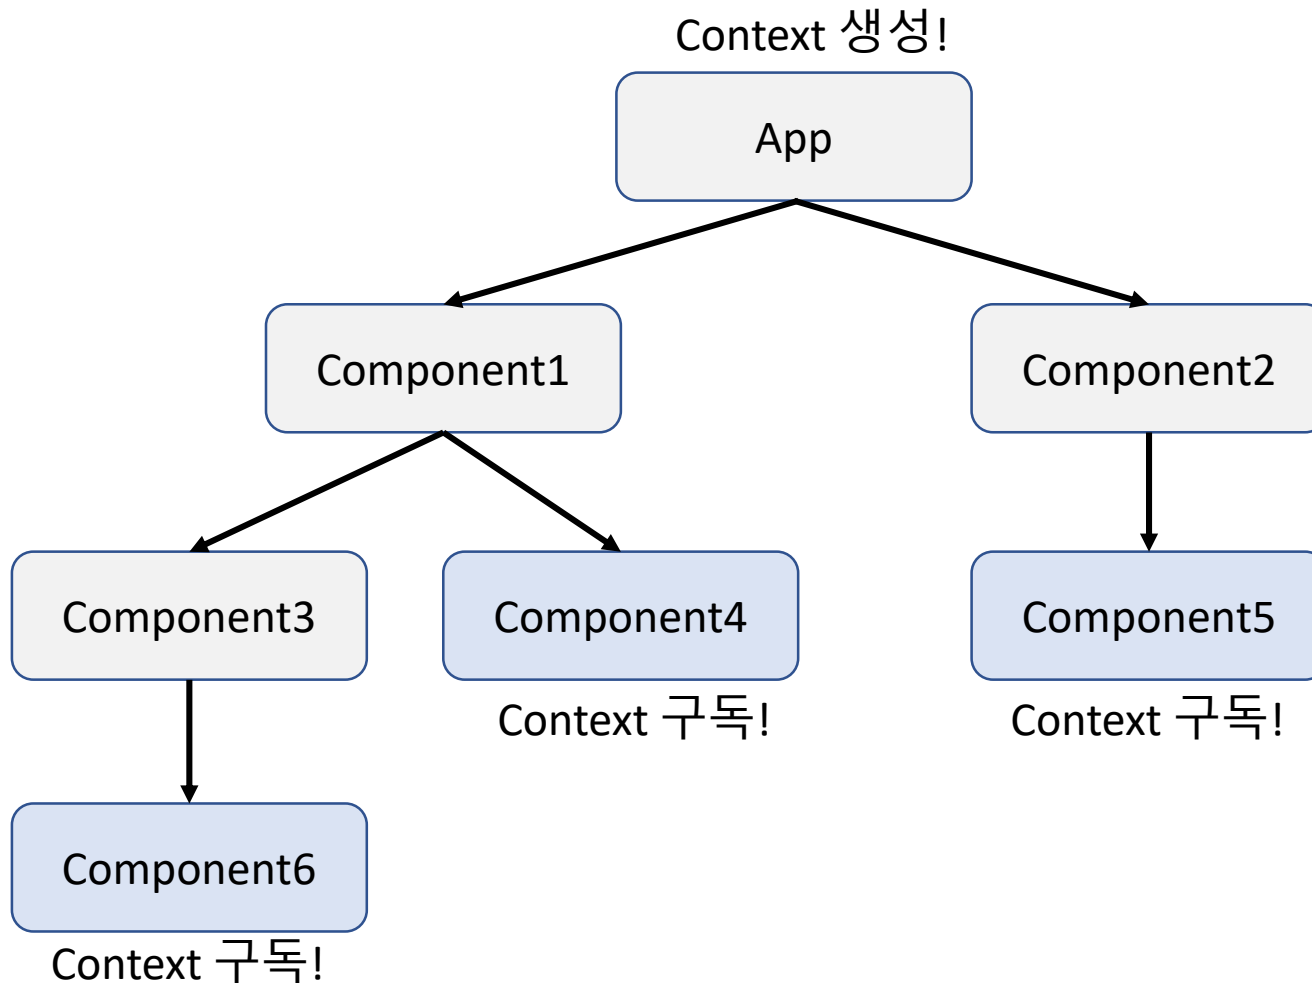 Context 생성!
App
Component1
Component2
Component3
Component4
Component5
Context 구독!
Context 구독!
Component6
Context 구독!